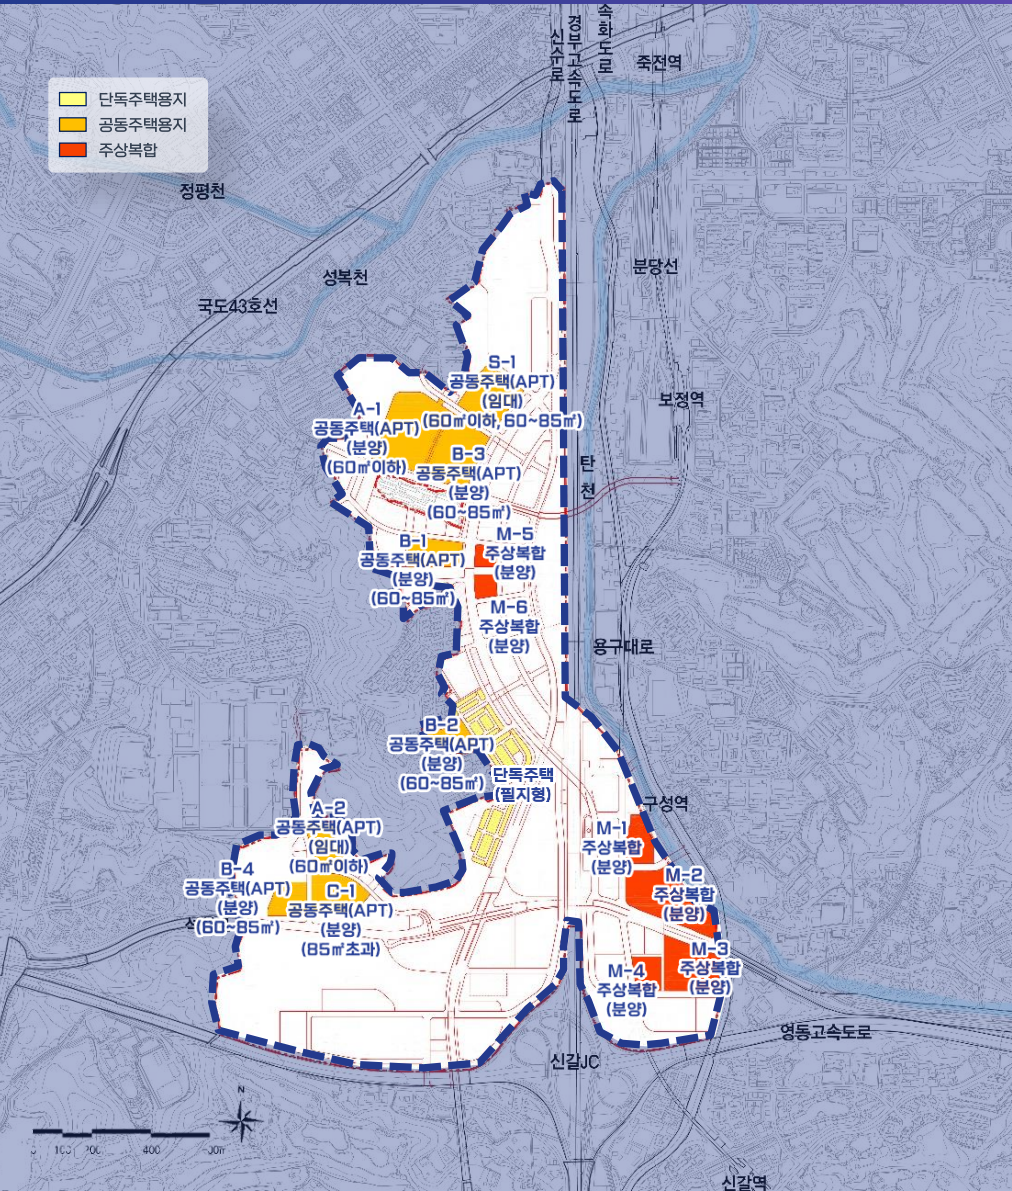 신수로
경부고속도로
속화도로
죽전역
단독주택용지
공동주택용지
주상복합
정평천
성복천
국도43호선
분당선
보정역
S-1
공동주택(APT)
(임대)
(60㎡이하, 60~85㎡)
A-1
공동주택(APT)
(분양)
(60㎡이하)
B-3
공동주택(APT)
(분양)
(60~85㎡)
탄천
B-1
공동주택(APT)
(분양)
(60~85㎡)
M-5
주상복합
(분양)
M-6
주상복합
(분양)
용구대로
B-2
공동주택(APT)
(분양)
(60~85㎡)
단독주택
(필지형)
구성역
A-2
공동주택(APT)
(임대)
(60㎡이하)
M-1
주상복합
(분양)
B-4
공동주택(APT)
(분양)
(60~85㎡)
C-1
공동주택(APT)
(분양)
(85㎡초과)
M-2
주상복합
(분양)
M-3
주상복합
(분양)
M-4
주상복합
(분양)
영동고속도로
신갈JC
N
400
신갈역